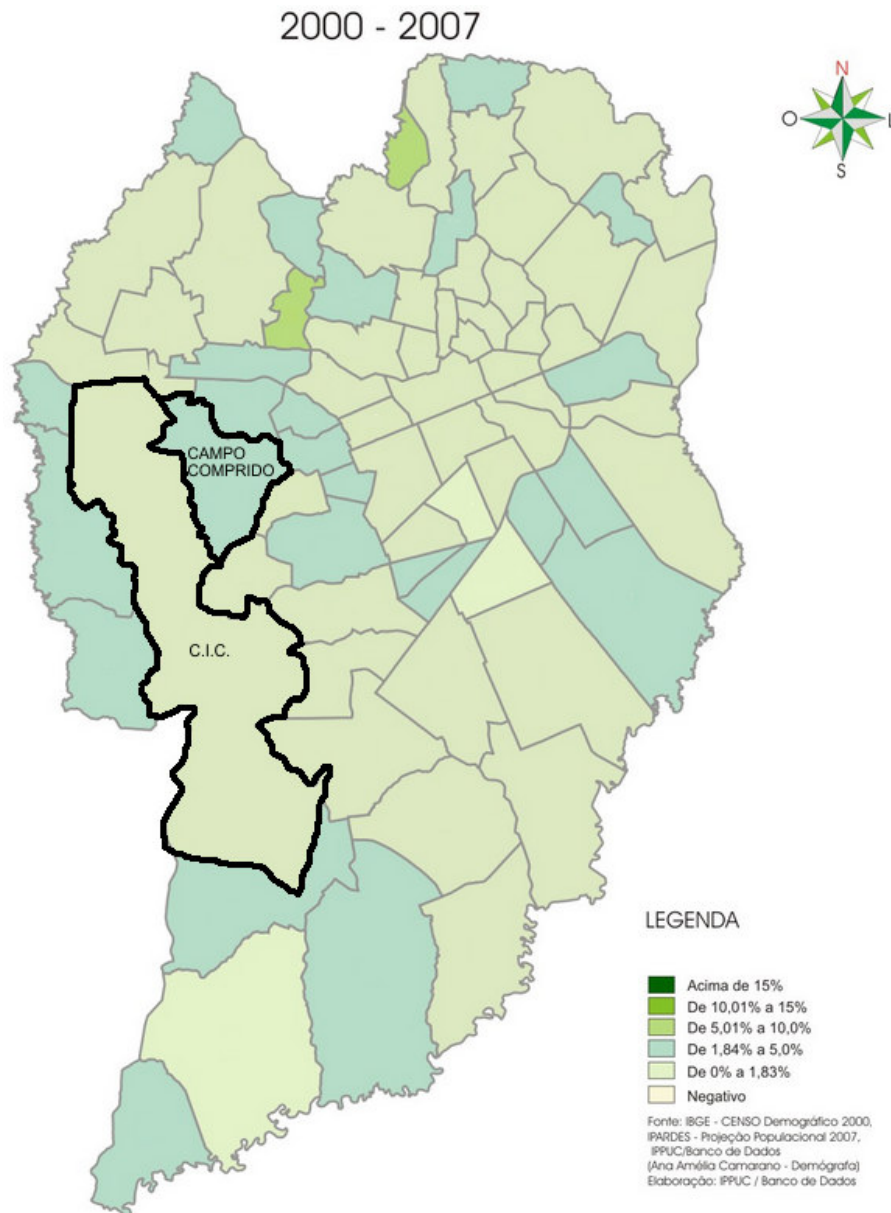 2000 - 2007
N
O
L
S
CAMPO
COMPRIDO
C.I.C.
LEGENDA
Acima de 15%
De 10,01% a 15%
De 5,01% a 10,0%
De 1,84% a 5,0%
De 0% a 1,83%
Negativo
Fonte: IBGE - CENSO Demográfico 2000,
IPARDES - Projeção Populacional 2007,
IPPUC/Banco de Dados
(Ana Amélia Camarano - Demógrafa)
Elaboração: IPPUC / Banco de Dados